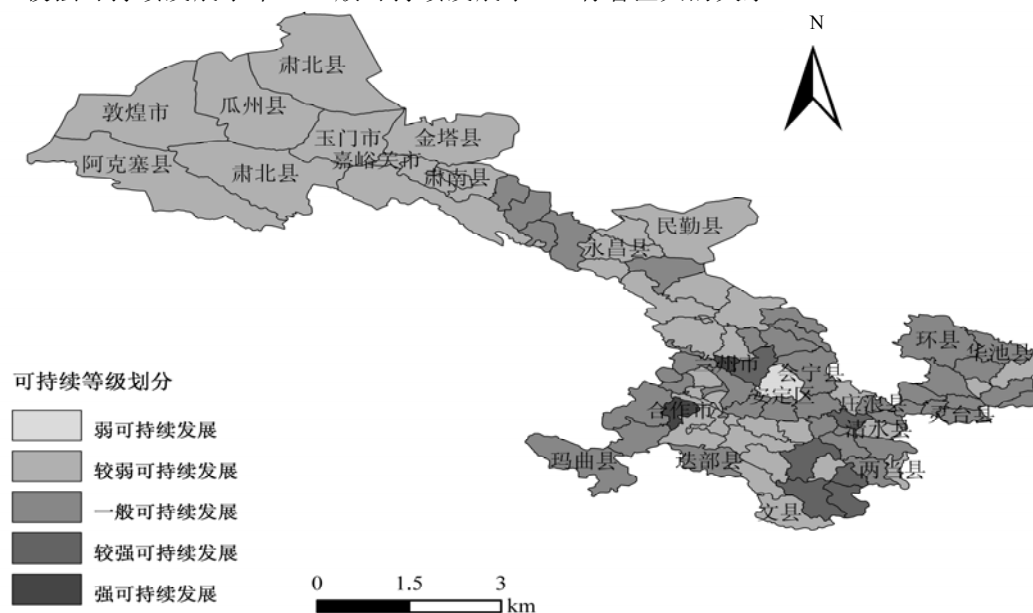 N
肃北县
瓜州县
敦煌市
玉门市
金塔县
嘉峪关市
阿克塞县
肃北县
肃南县
民勤县
永昌县
环县
华池县
兰州市
会宁县
安定区
庄浪县
灵台县
合作市
清水县
玛曲县
迭部县
两当县
文县
可持续等级划分
弱可持续发展
较弱可持续发展
一般可持续发展
较强可持续发展
强可持续发展
0 1.5 3
km